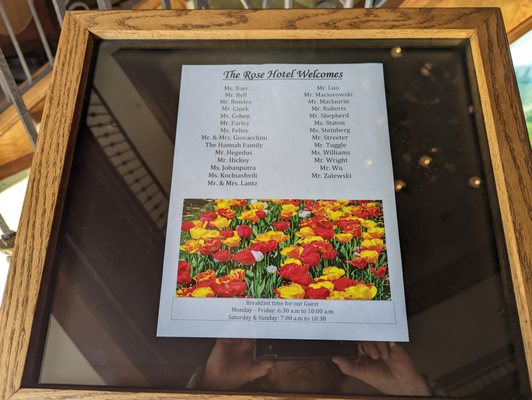 The Rose Hotel Welcomes
Ms. Baer
Mr. Bell
Mr. Bowles
Mr. Casek
Ms. Cohen
Mr. Farley
Ms. Felice
Mr. & Mrs. Giovacchini
The Hannah Family
Mr. Hegedus
Mr. Hickey
Ms. Johanputra
Ms. Kochiashvili
Mr. & Mrs. Lantz
Mr. Luo
Mr. Maciurowski
Mr. Maclaurin
Mr. Roberts
Mr. Shepherd
Ms. Staton
Ms. Steinberg
Mr. Streeter
Mr. Tuggle
Ms. Williams
Mr. Wright
Mr. Wu
Mr. Zalewski
Breakfast time for our Guest
Monday – Friday: 6:30 a.m to 10:00 am
Saturday & Sunday: 7:00 a.m to 10:30